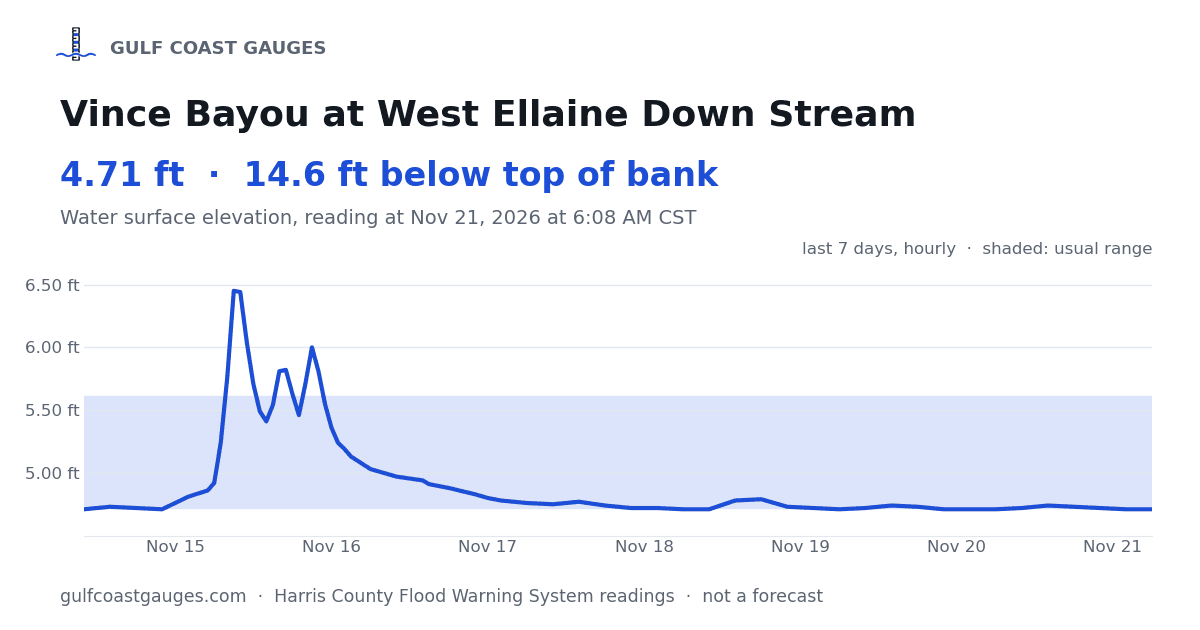 GULF COAST GAUGES
Vince Bayou at West Ellaine Down Stream
4.71 ft · 14.6 ft below top of bank
Water surface elevation, reading at Nov 21, 2026 at 6:08 AM CST
last 7 days, hourly · shaded: usual range
6.50 ft
6.00 ft
5.50 ft
5.00 ft
Nov 15 Nov 16 Nov 17 Nov 18 Nov 19 Nov 20 Nov 21
gulfcoastgauges.com · Harris County Flood Warning System readings · not a forecast